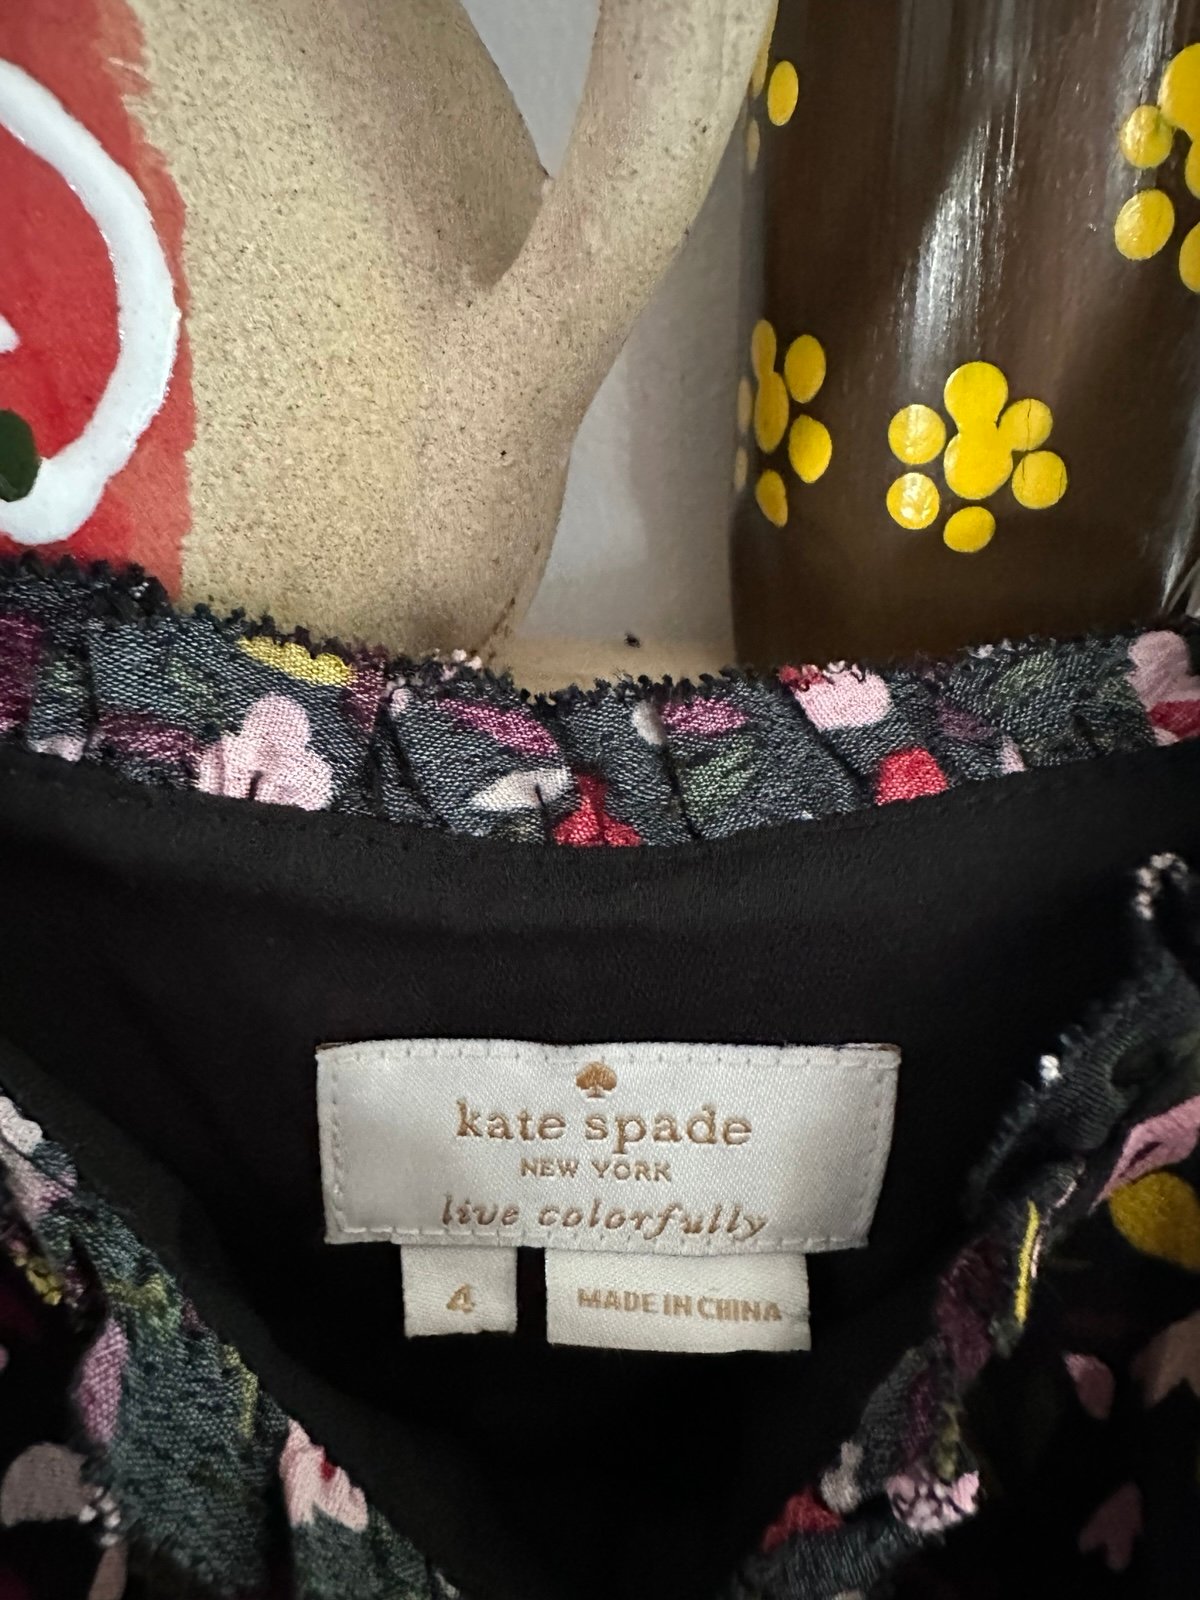 kate spade
NEW YORK
live colorfully
4
MADE IN CHINA